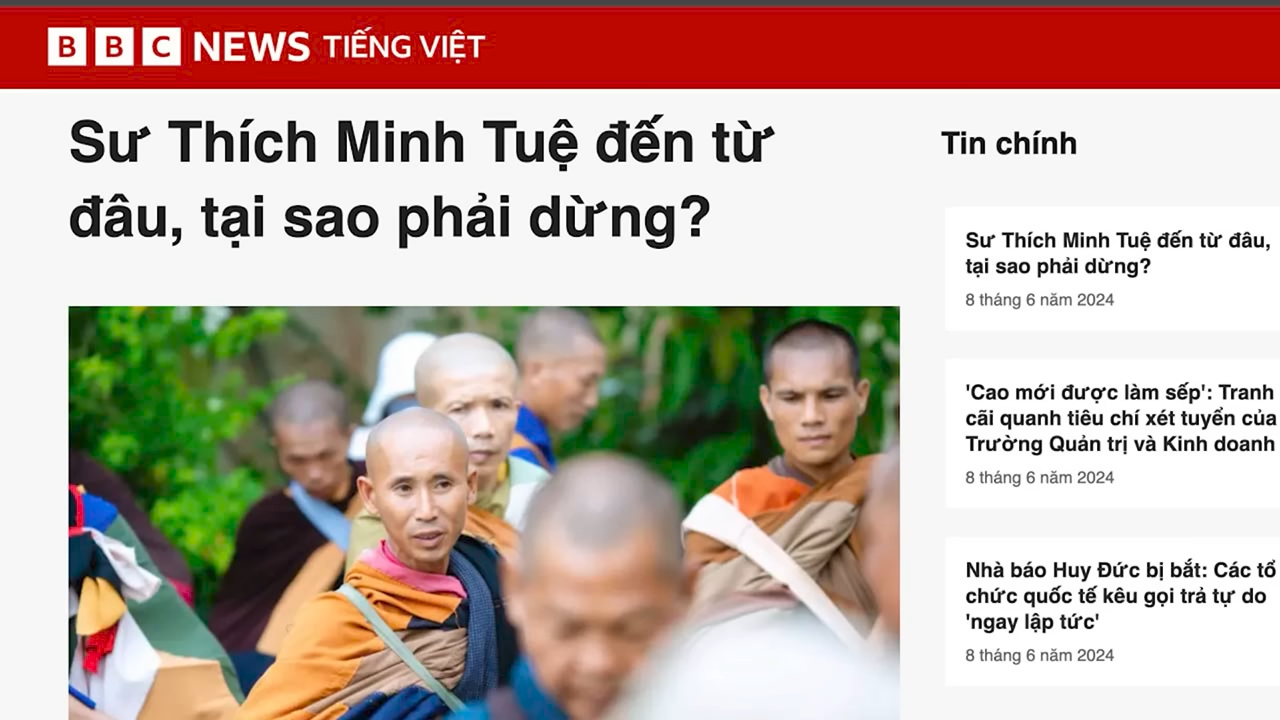 BBC NEWS TIẾNG VIỆT
Sư Thích Minh Tuệ đến từ
đâu, tại sao phải dừng?
Tin chính
Sư Thích Minh Tuệ đến từ đâu,
tại sao phải dừng?
8 tháng 6 năm 2024
'Cao mới được làm sếp': Tranh
cãi quanh tiêu chí xét tuyển của
Trường Quản trị và Kinh doanh
8 tháng 6 năm 2024
Nhà báo Huy Đức bị bắt: Các tổ
chức quốc tế kêu gọi trả tự do
'ngay lập tức'
8 tháng 6 năm 2024